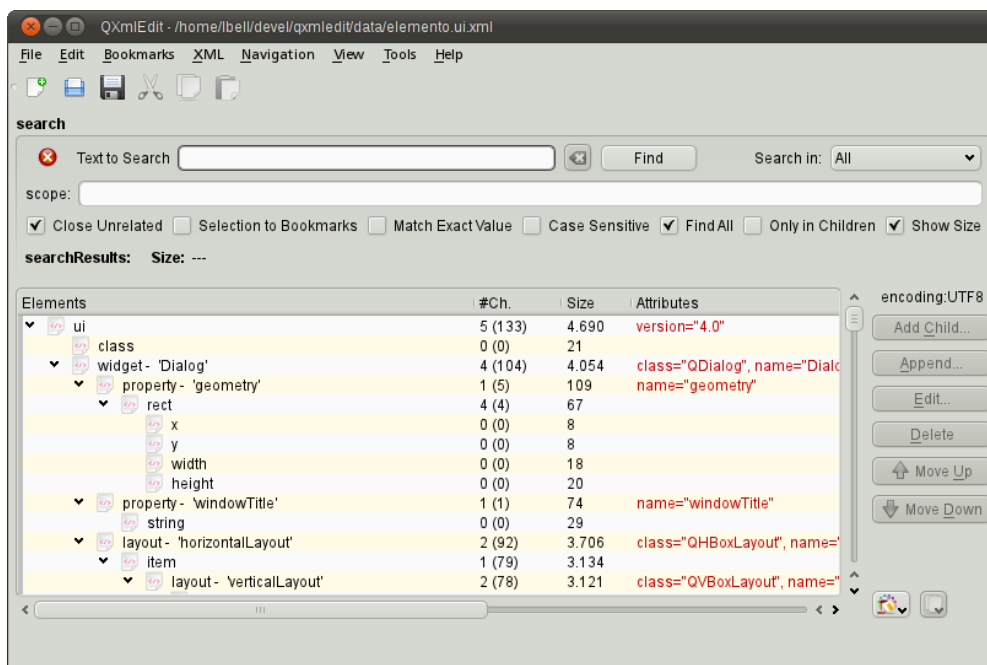 QXmlEdit - /home/lbell/devel/qxmledit/data/elemento.ui.xml
File Edit Bookmarks XML Navigation View Tools Help
search
Text to Search Find Search in: All
scope:
Close Unrelated Selection to Bookmarks Match Exact Value Case Sensitive Find All Only in Children Show Size
searchResults: Size: ---
Elements #Ch. Size Attributes encoding:UTF8
ui 5 (133) 4.690 version="4.0" Add Child...
class 0 (0) 21
widget - 'Dialog' 4 (104) 4.054 class="QDialog", name="Dialo Append...
property - 'geometry' 1 (5) 109 name="geometry"
rect 4 (4) 67 Edit...
x 0 (0) 8
y 0 (0) 8 Delete
width 0 (0) 18
height 0 (0) 20 Move Up
property - 'windowTitle' 1 (1) 74 name="windowTitle" Move Down
string 0 (0) 29
layout - 'horizontalLayout' 2 (92) 3.706 class="QHBoxLayout", name='
item 1 (79) 3.134
layout - 'verticalLayout' 2 (78) 3.121 class="QVBoxLayout", name="